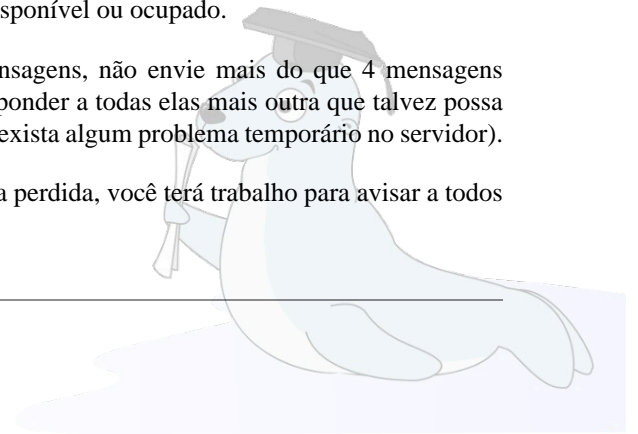 sponível ou ocupado.
nsagens, não envie mais do que 4 mensagens
ponder a todas elas mais outra que talvez possa
exista algum problema temporário no servidor).
a perdida, você terá trabalho para avisar a todos